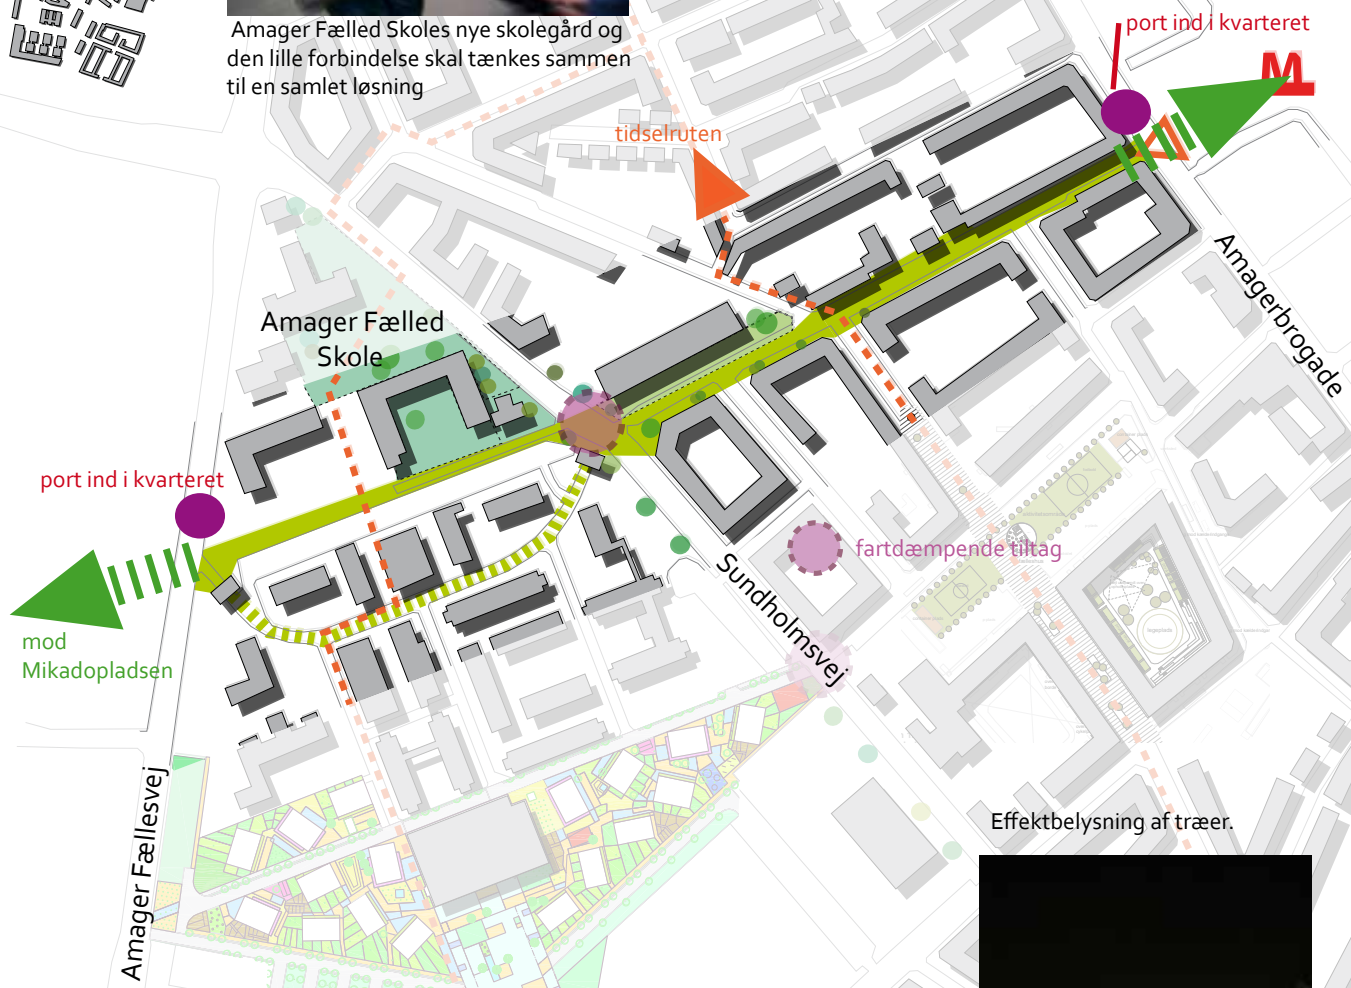 Amager Fælled Skoles nye skolegård og
den lille forbindelse skal tænkes sammen
til en samlet løsning
port ind i kvarteret
M
tidselruten
Amager Fælled
Skole
Amagerbrogade
port ind i kvarteret
fartdæmpende tiltag
Sundholmsvej
mod
Mikadopladsen
Amager Fællesvej
Effektbelysning af træer.